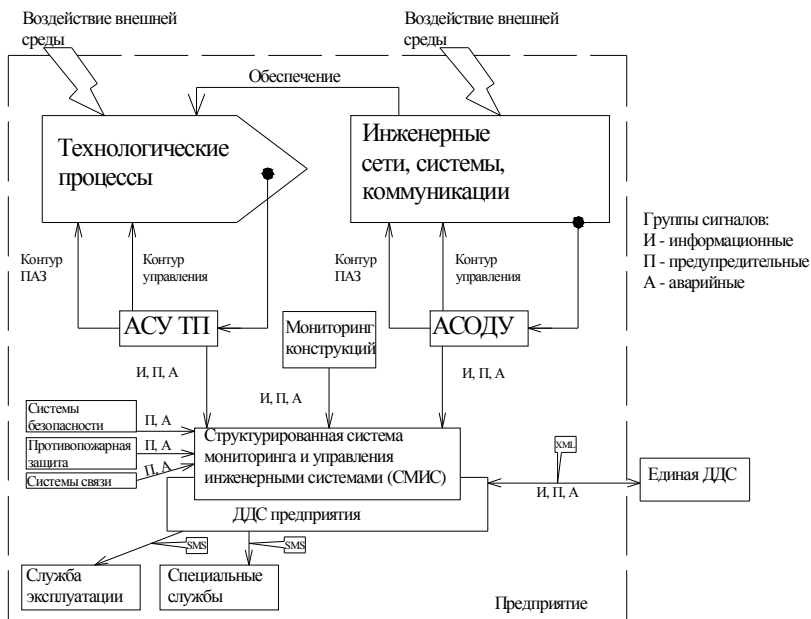 Воздействие внешней
среды
Воздействие внешней
среды
Обеспечение
Технологические
процессы
Инженерные
сети, системы,
коммуникации
Группы сигналов:
И - информационные
П - предупредительные
А - аварийные
Контур
ПАЗ
Контур
управления
Контур
ПАЗ
Контур
управления
АСУ ТП
Мониторинг
конструкций
АСОДУ
И, П, А
И, П, А
И, П, А
Системы
безопасности
П, А
Противопожарная
защита
П, А
Системы связи
П, А
Структурированная система
мониторинга и управления
инженерными системами (СМИС)
XML
И, П, А
Единая ДДС
ДДС предприятия
SMS
SMS
Служба
эксплуатации
Специальные
службы
Предприятие